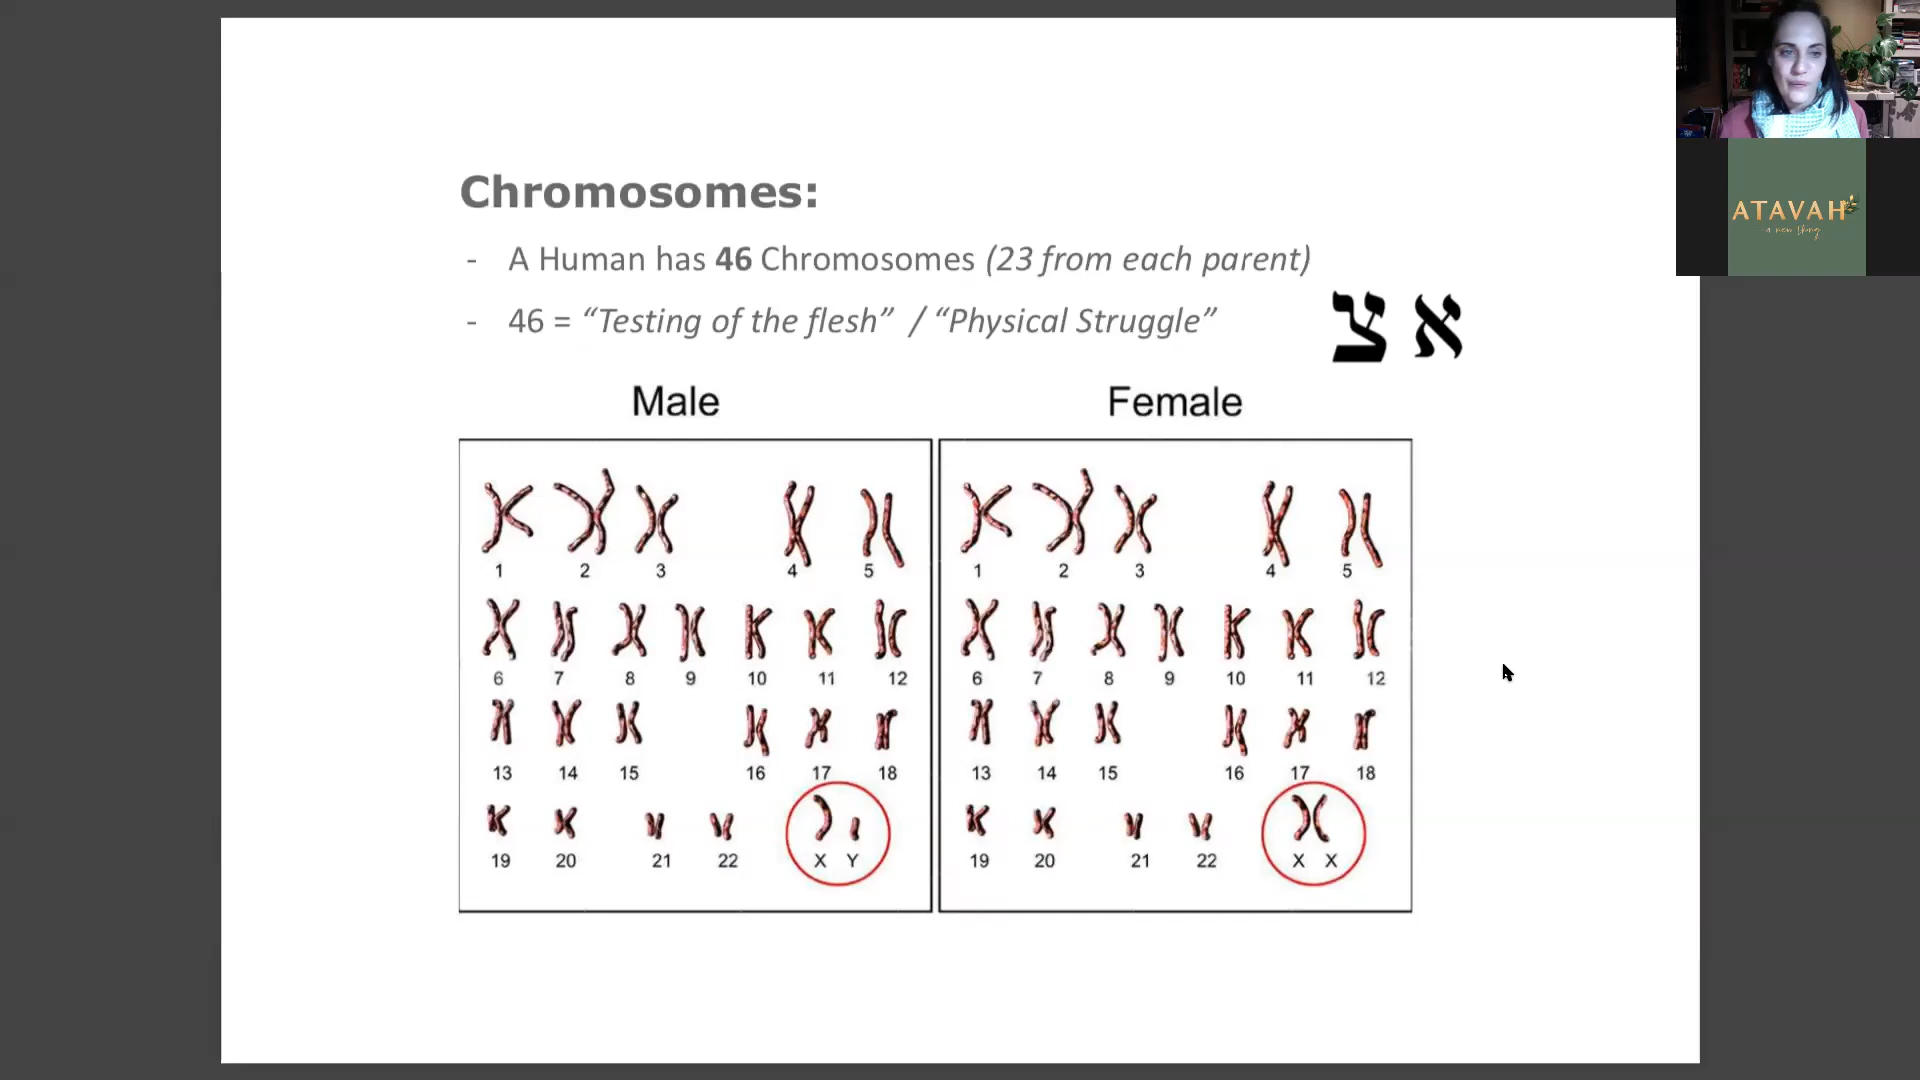 Chromosomes:
- A Human has 46 Chromosomes (23 from each parent)
- 46 = “Testing of the flesh” / “Physical Struggle”
צ א
Male Female
1 2 3 4 5 1 2 3 4 5
6 7 8 9 10 11 12 6 7 8 9 10 11 12
13 14 15 16 17 18 13 14 15 16 17 18
19 20 21 22 X Y 19 20 21 22 X X
ATAVAH
a new thing